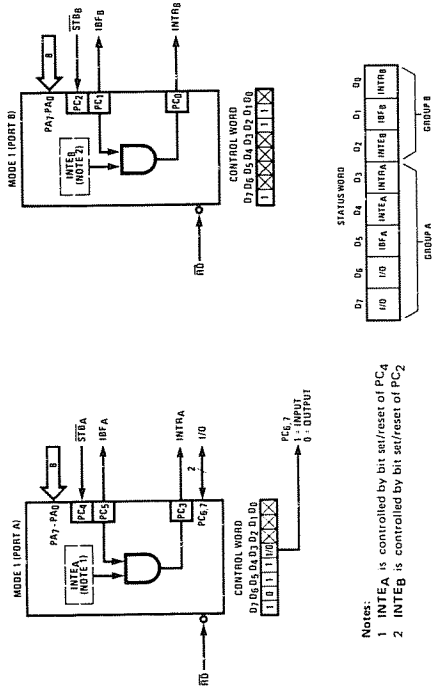 MODE 1 (PORT A)
PA7-PA0
8
INTEA
(NOTE 1)
PC4
STBA
PC5
IBFA
PC3
INTRA
PC6,7
2
I/O
RD
CONTROL WORD
D7 D6 D5 D4 D3 D2 D1 D0
1 0 1 1 1/0
PC6,7
1 : INPUT
0 : OUTPUT
MODE 1 (PORT B)
PA7-PA0
8
INTEB
(NOTE 2)
PC2
STBB
PC1
IBFB
PC0
INTRB
RD
CONTROL WORD
D7 D6 D5 D4 D3 D2 D1 D0
1 1 1
STATUS WORD
D7 D6 D5 D4 D3 D2 D1 D0
I/O I/O IBFA INTEA INTRA INTEB IBFB INTRB
GROUP A GROUP B
Notes:
1 INTEA is controlled by bit set/reset of PC4
2 INTEB is controlled by bit set/reset of PC2